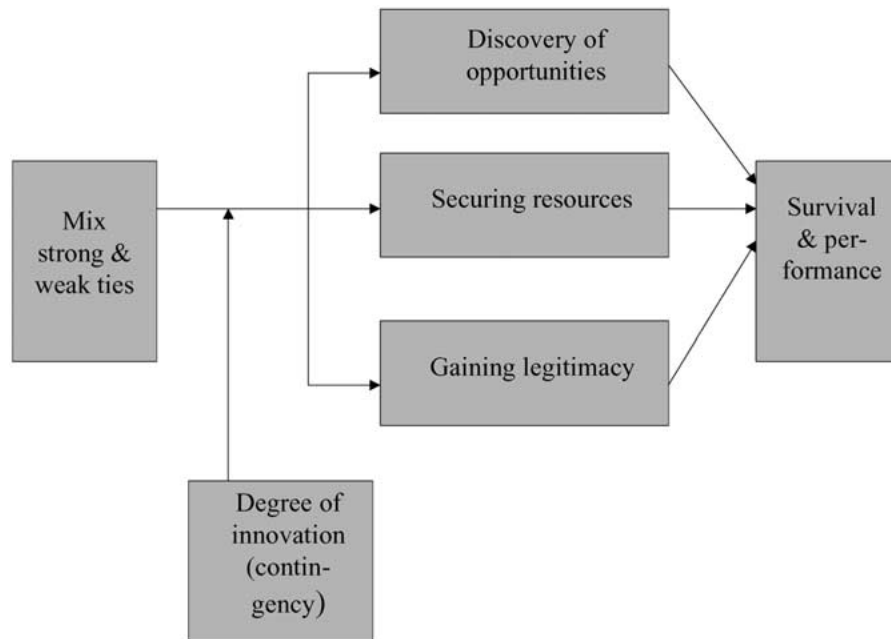 Discovery of
opportunities
Mix
strong &
weak ties
Securing resources
Survival
& per-
formance
Gaining legitimacy
Degree of
innovation
(contin-
gency)